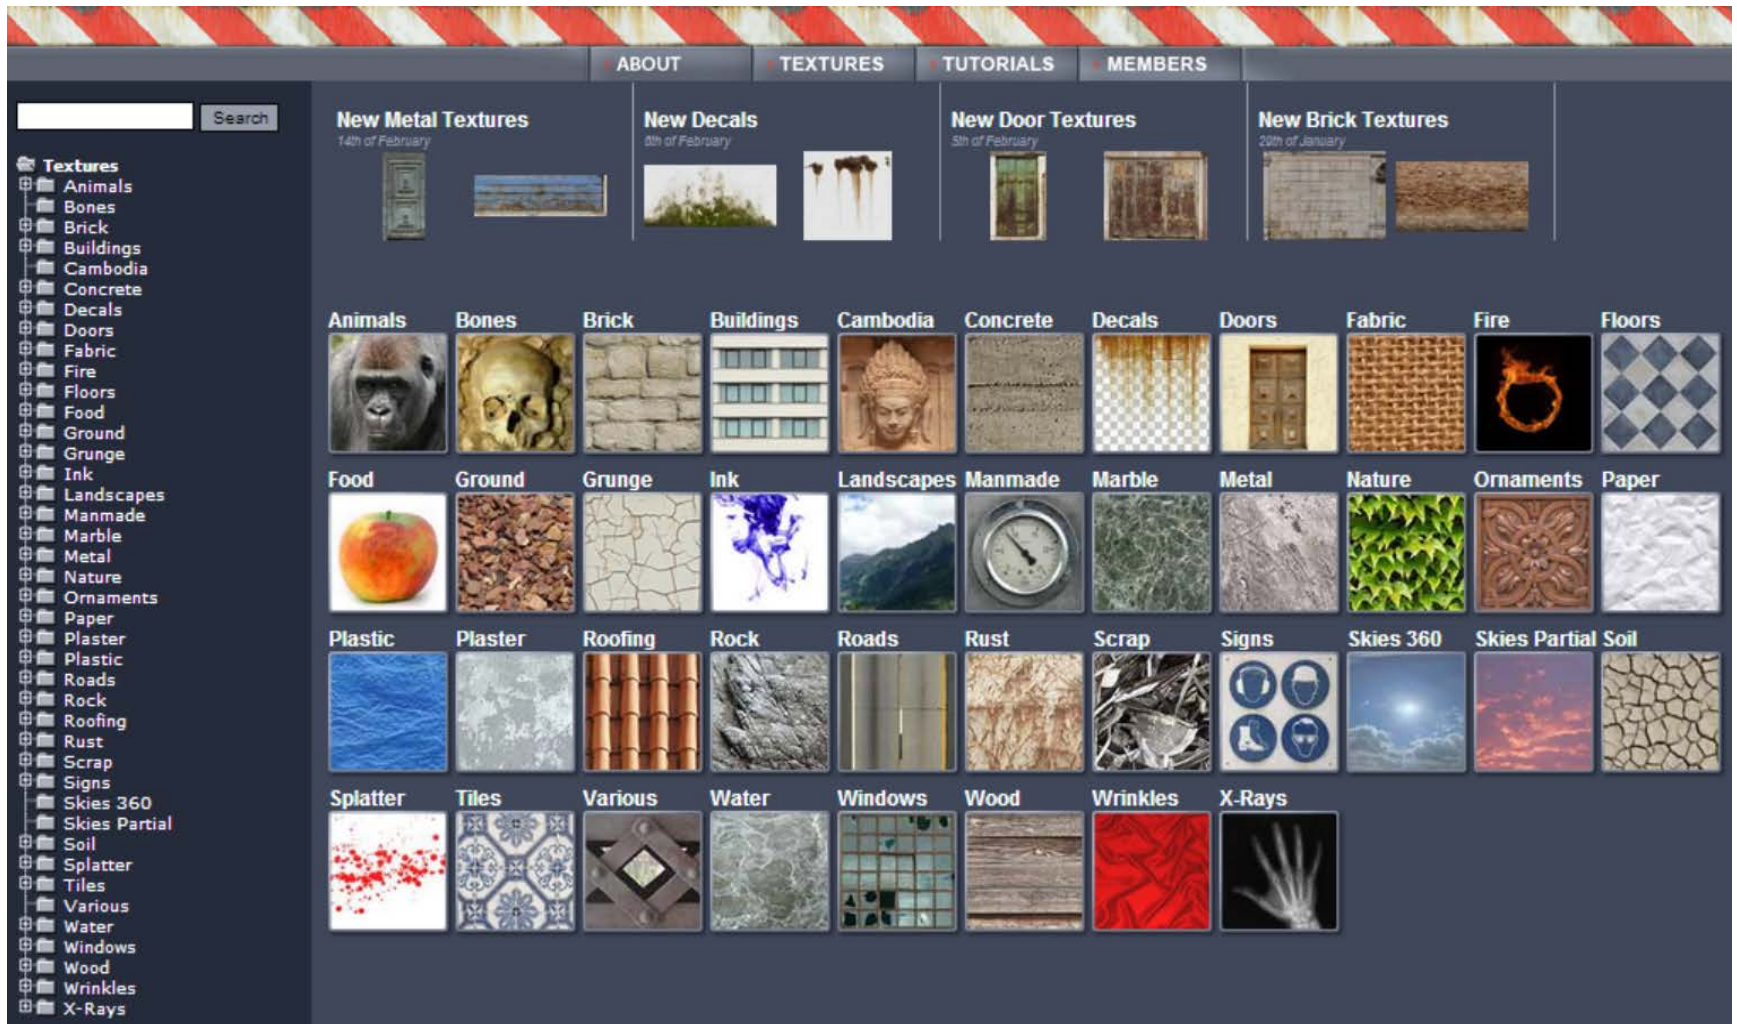 ABOUT TEXTURES TUTORIALS MEMBERS
Search
Textures
Animals
Bones
Brick
Buildings
Cambodia
Concrete
Decals
Doors
Fabric
Fire
Floors
Food
Ground
Grunge
Ink
Landscapes
Manmade
Marble
Metal
Nature
Ornaments
Paper
Plaster
Plastic
Roads
Rock
Roofing
Rust
Scrap
Signs
Skies 360
Skies Partial
Soil
Splatter
Tiles
Various
Water
Windows
Wood
Wrinkles
X-Rays
New Metal Textures
14th of February
New Decals
of February
New Door Textures
5th of February
New Brick Textures
29th of January
Animals Bones Brick Buildings Cambodia Concrete Decals Doors Fabric Fire Floors
Food Ground Grunge Ink Landscapes Manmade Marble Metal Nature Ornaments Paper
Plastic Plaster Roofing Rock Roads Rust Scrap Signs Skies 360 Skies Partial Soil
Splatter Tiles Various Water Windows Wood Wrinkles X-Rays